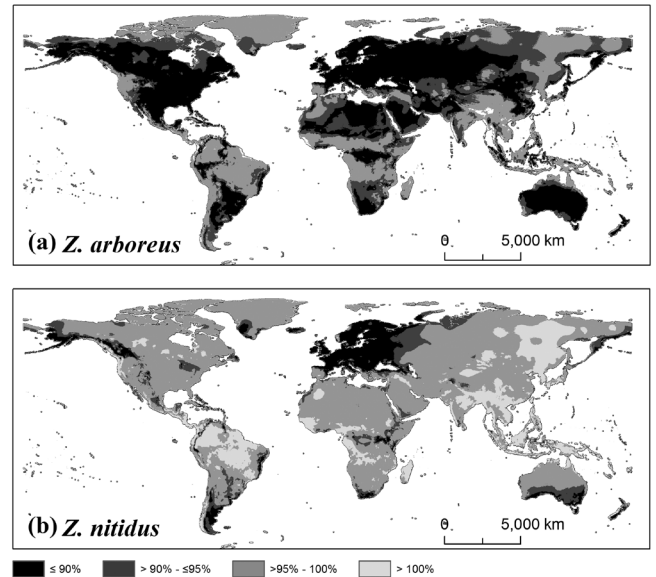 (a) Z. arboreus
0 5,000 km
(b) Z. nitidus
0 5,000 km
≤ 90% > 90% - ≤95% >95% - 100% > 100%